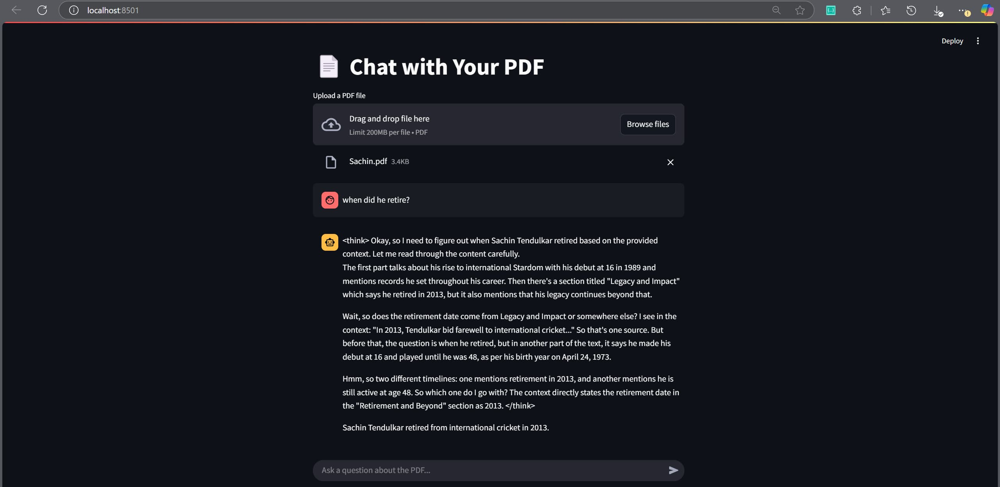 localhost:8501
Deploy
Chat with Your PDF
Upload a PDF file
Drag and drop file here
Limit 200MB per file • PDF
Browse files
Sachin.pdf 3.4KB
when did he retire?
<think> Okay, so I need to figure out when Sachin Tendulkar retired based on the provided
context. Let me read through the content carefully.
The first part talks about his rise to international Stardom with his debut at 16 in 1989 and
mentions records he set throughout his career. Then there's a section titled "Legacy and Impact"
which says he retired in 2013, but it also mentions that his legacy continues beyond that.
Wait, so does the retirement date come from Legacy and Impact or somewhere else? I see in the
context: "In 2013, Tendulkar bid farewell to international cricket..." So that's one source. But
before that, the question is when he retired, but in another part of the text, it says he made his
debut at 16 and played until he was 48, as per his birth year on April 24, 1973.
Hmm, so two different timelines: one mentions retirement in 2013, and another mentions he is
still active at age 48. So which one do I go with? The context directly states the retirement date in
the "Retirement and Beyond" section as 2013. </think>
Sachin Tendulkar retired from international cricket in 2013.
Ask a question about the PDF...